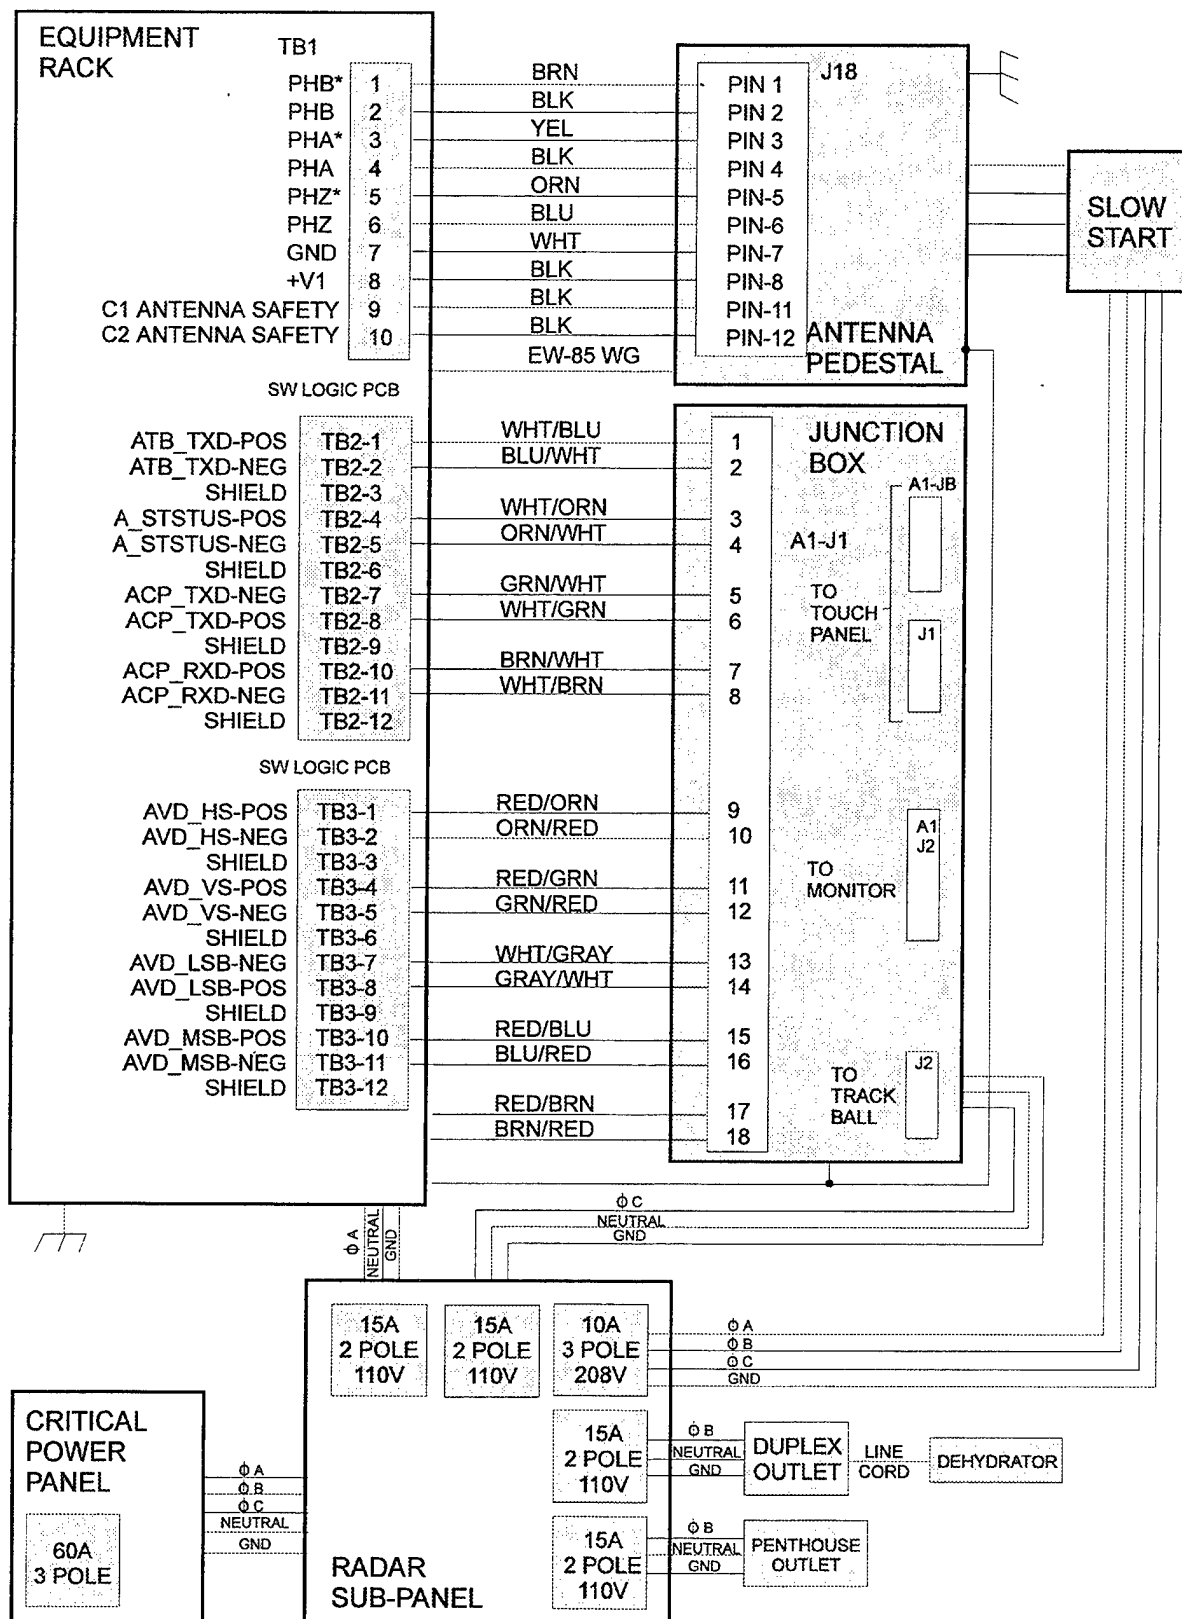 EQUIPMENT
RACK
TB1
PHB* 1 BRN PIN 1
PHB 2 BLK PIN 2
PHA* 3 YEL PIN 3
PHA 4 BLK PIN 4
PHZ* 5 ORN PIN-5
PHZ 6 BLU PIN-6
GND 7 WHT PIN-7
+V1 8 BLK PIN-8
C1 ANTENNA SAFETY 9 BLK PIN-11
C2 ANTENNA SAFETY 10 BLK PIN-12
EW-85 WG
J18
ANTENNA
PEDESTAL
SLOW
START
SW LOGIC PCB
ATB_TXD-POS TB2-1 WHT/BLU 1
ATB_TXD-NEG TB2-2 BLU/WHT 2
SHIELD TB2-3
A_STSTUS-POS TB2-4 WHT/ORN 3
A_STSTUS-NEG TB2-5 ORN/WHT 4
SHIELD TB2-6
ACP_TXD-NEG TB2-7 GRN/WHT 5
ACP_TXD-POS TB2-8 WHT/GRN 6
SHIELD TB2-9
ACP_RXD-POS TB2-10 BRN/WHT 7
ACP_RXD-NEG TB2-11 WHT/BRN 8
SHIELD TB2-12
SW LOGIC PCB
AVD_HS-POS TB3-1 RED/ORN 9
AVD_HS-NEG TB3-2 ORN/RED 10
SHIELD TB3-3
AVD_VS-POS TB3-4 RED/GRN 11
AVD_VS-NEG TB3-5 GRN/RED 12
SHIELD TB3-6
AVD_LSB-NEG TB3-7 WHT/GRAY 13
AVD_LSB-POS TB3-8 GRAY/WHT 14
SHIELD TB3-9
AVD_MSB-POS TB3-10 RED/BLU 15
AVD_MSB-NEG TB3-11 BLU/RED 16
SHIELD TB3-12
RED/BRN 17
BRN/RED 18
JUNCTION
BOX
A1-JB
A1-J1
TO
TOUCH
PANEL
J1
A1
J2
TO
MONITOR
J2
TO
TRACK
BALL
ϕ A
NEUTRAL
GND
ϕ C
NEUTRAL
GND
15A
2 POLE
110V
15A
2 POLE
110V
10A
3 POLE
208V
ϕ A
ϕ B
ϕ C
GND
15A
2 POLE
110V
ϕ B
NEUTRAL
GND
DUPLEX
OUTLET
LINE
CORD
DEHYDRATOR
15A
2 POLE
110V
ϕ B
NEUTRAL
GND
PENTHOUSE
OUTLET
RADAR
SUB-PANEL
CRITICAL
POWER
PANEL
60A
3 POLE
ϕ A
ϕ B
ϕ C
NEUTRAL
GND